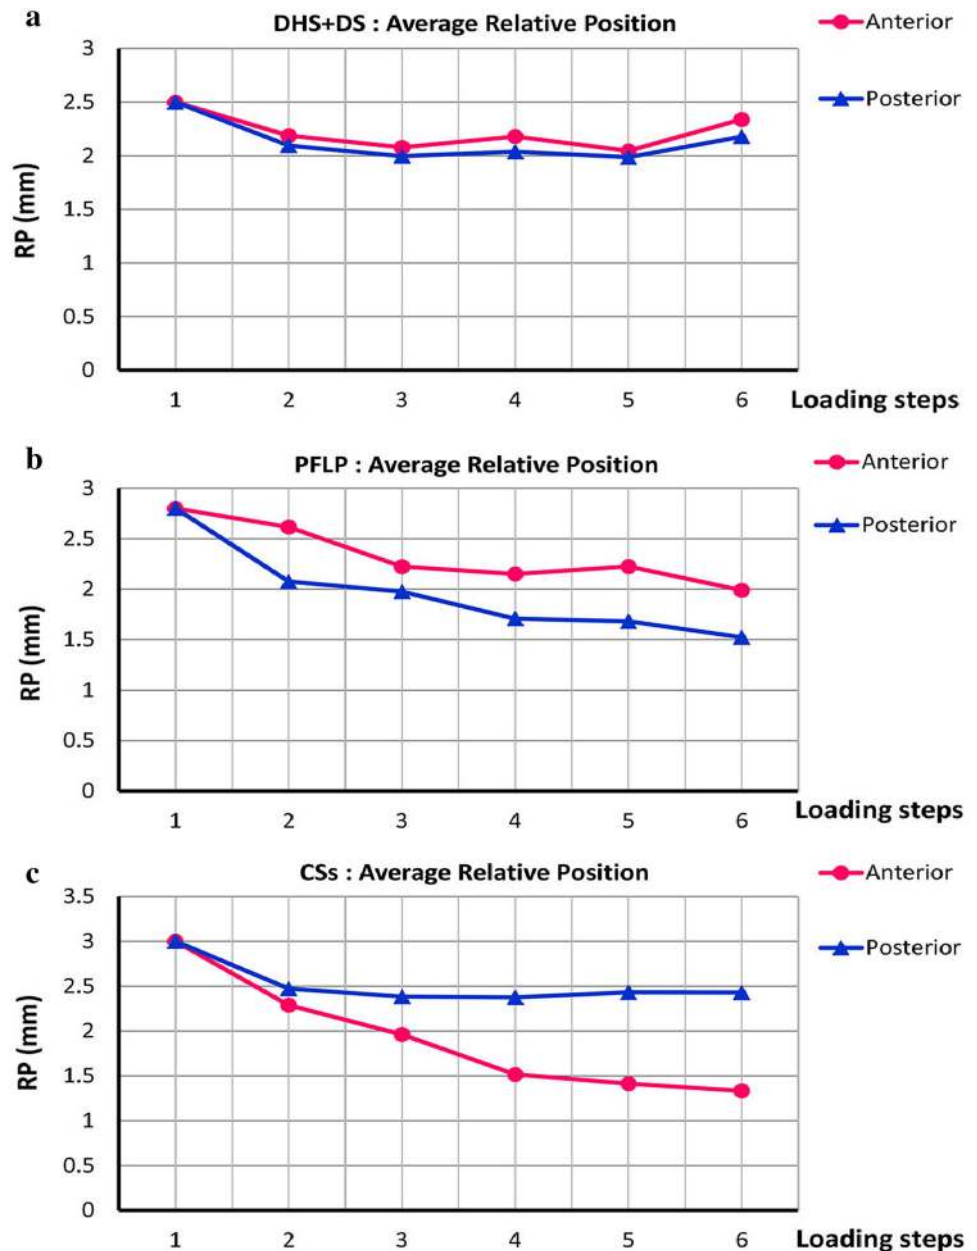 a
DHS+DS : Average Relative Position
Anterior
Posterior
3
2.5
2
1.5
1
0.5
0
RP (mm)
1 2 3 4 5 6 Loading steps
b
PFLP : Average Relative Position
Anterior
Posterior
3
2.5
2
1.5
1
0.5
0
RP (mm)
1 2 3 4 5 6 Loading steps
c
CSs : Average Relative Position
Anterior
Posterior
3.5
3
2.5
2
1.5
1
0.5
0
RP (mm)
1 2 3 4 5 6 Loading steps